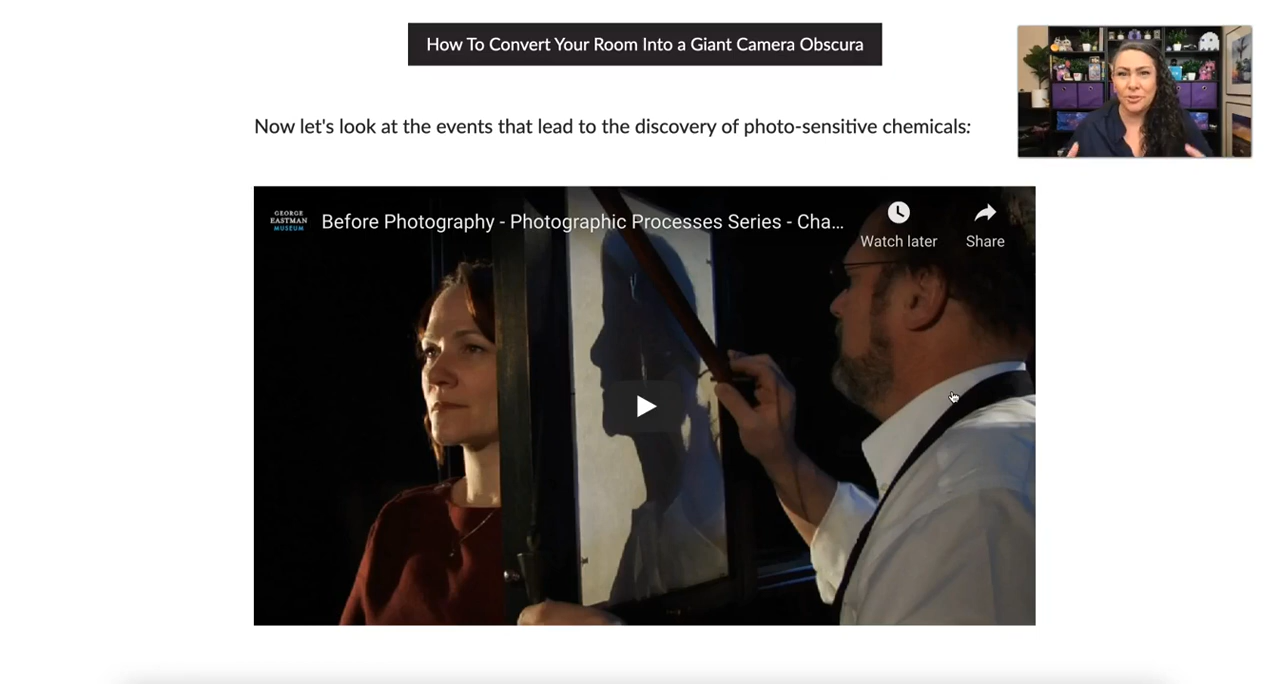 How To Convert Your Room Into a Giant Camera Obscura
Now let's look at the events that lead to the discovery of photo-sensitive chemicals:
GEORGE
EASTMAN
MUSEUM
Before Photography - Photographic Processes Series - Cha...
Watch later
Share